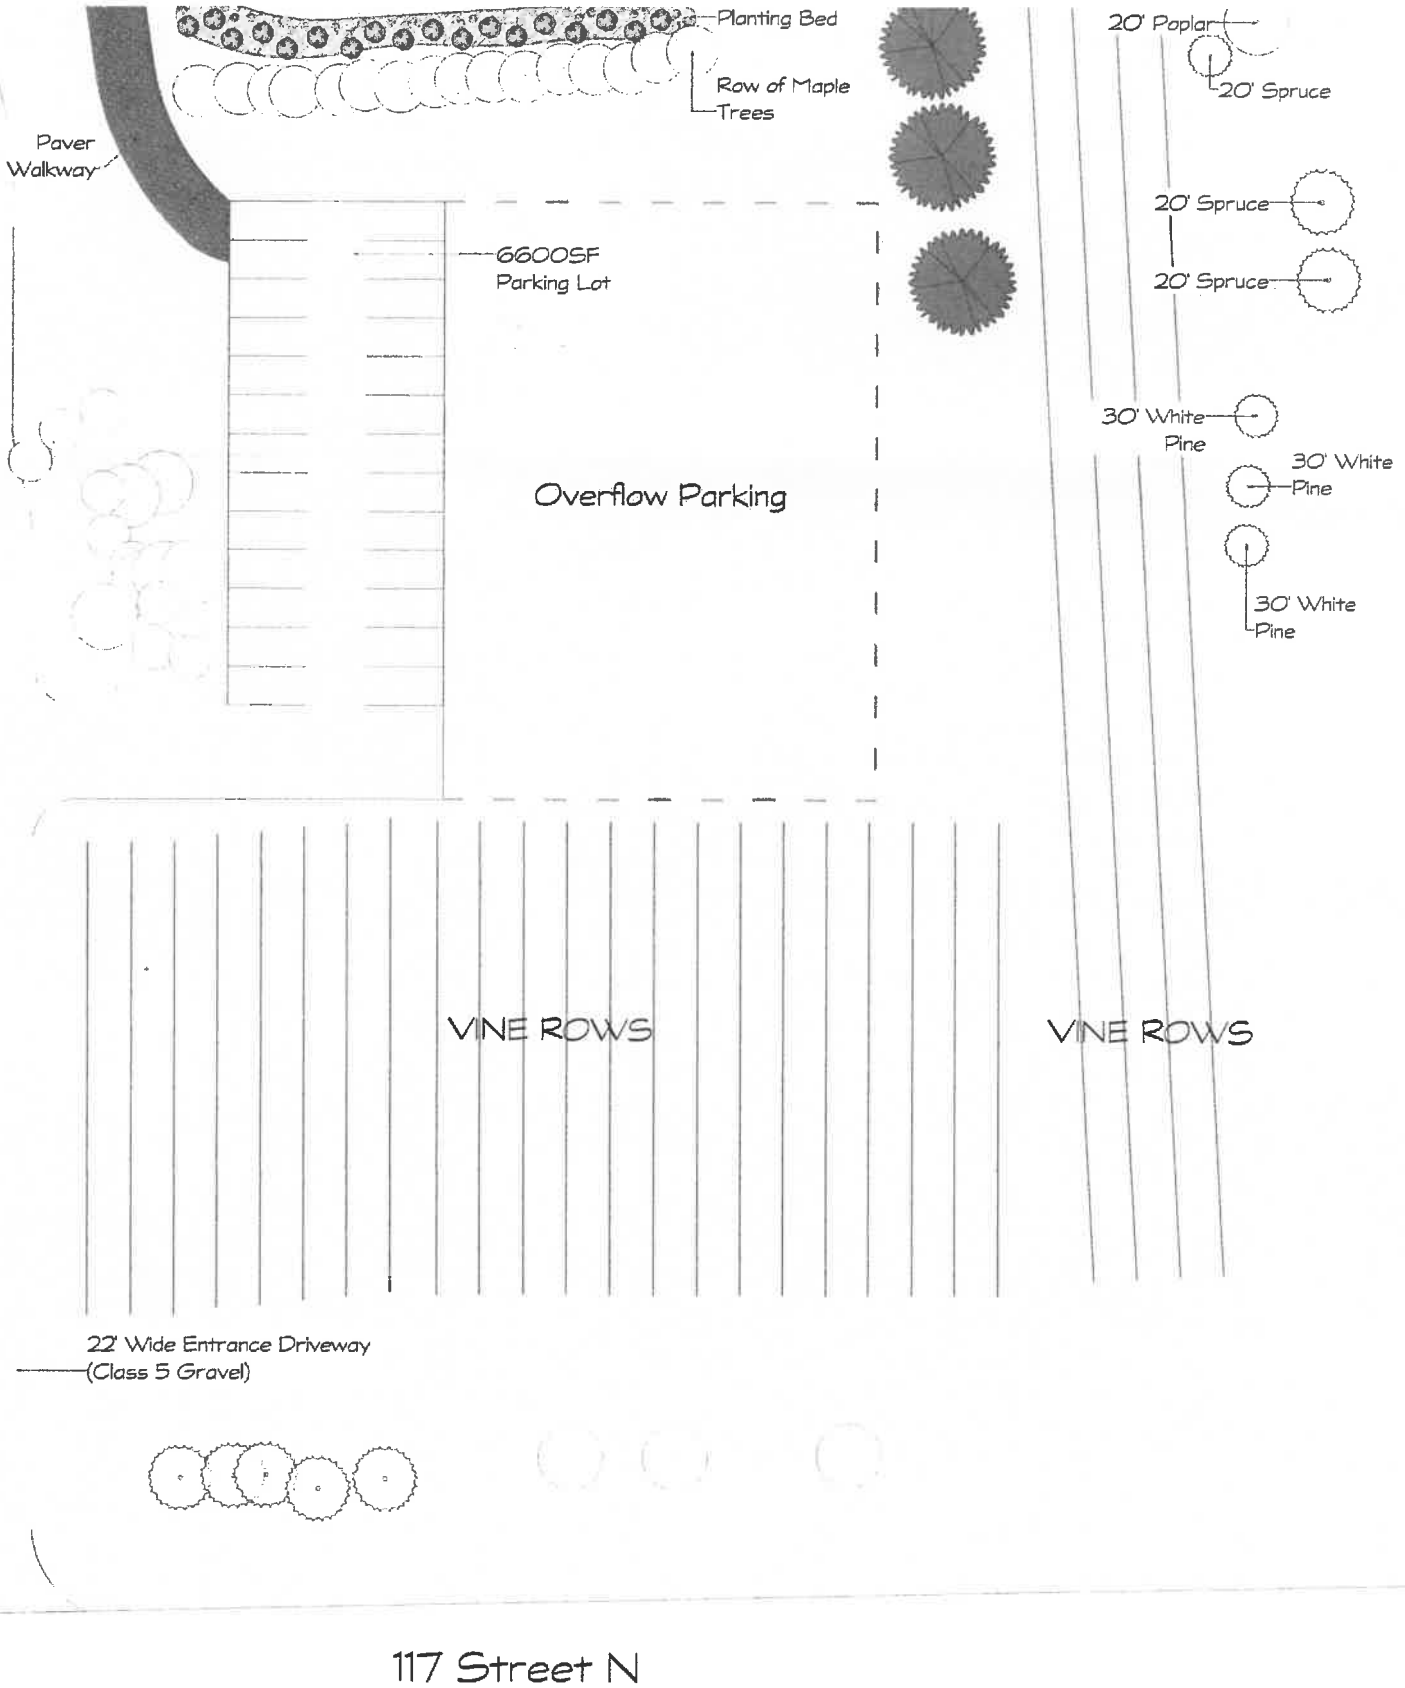 Planting Bed
20' Poplar
Row of Maple
Trees
20' Spruce
Paver
Walkway
20' Spruce
6600SF
Parking Lot
20' Spruce
30' White
Pine
30' White
Pine
Overflow Parking
30' White
Pine
VINE ROWS
VINE ROWS
22' Wide Entrance Driveway
(Class 5 Gravel)
117 Street N